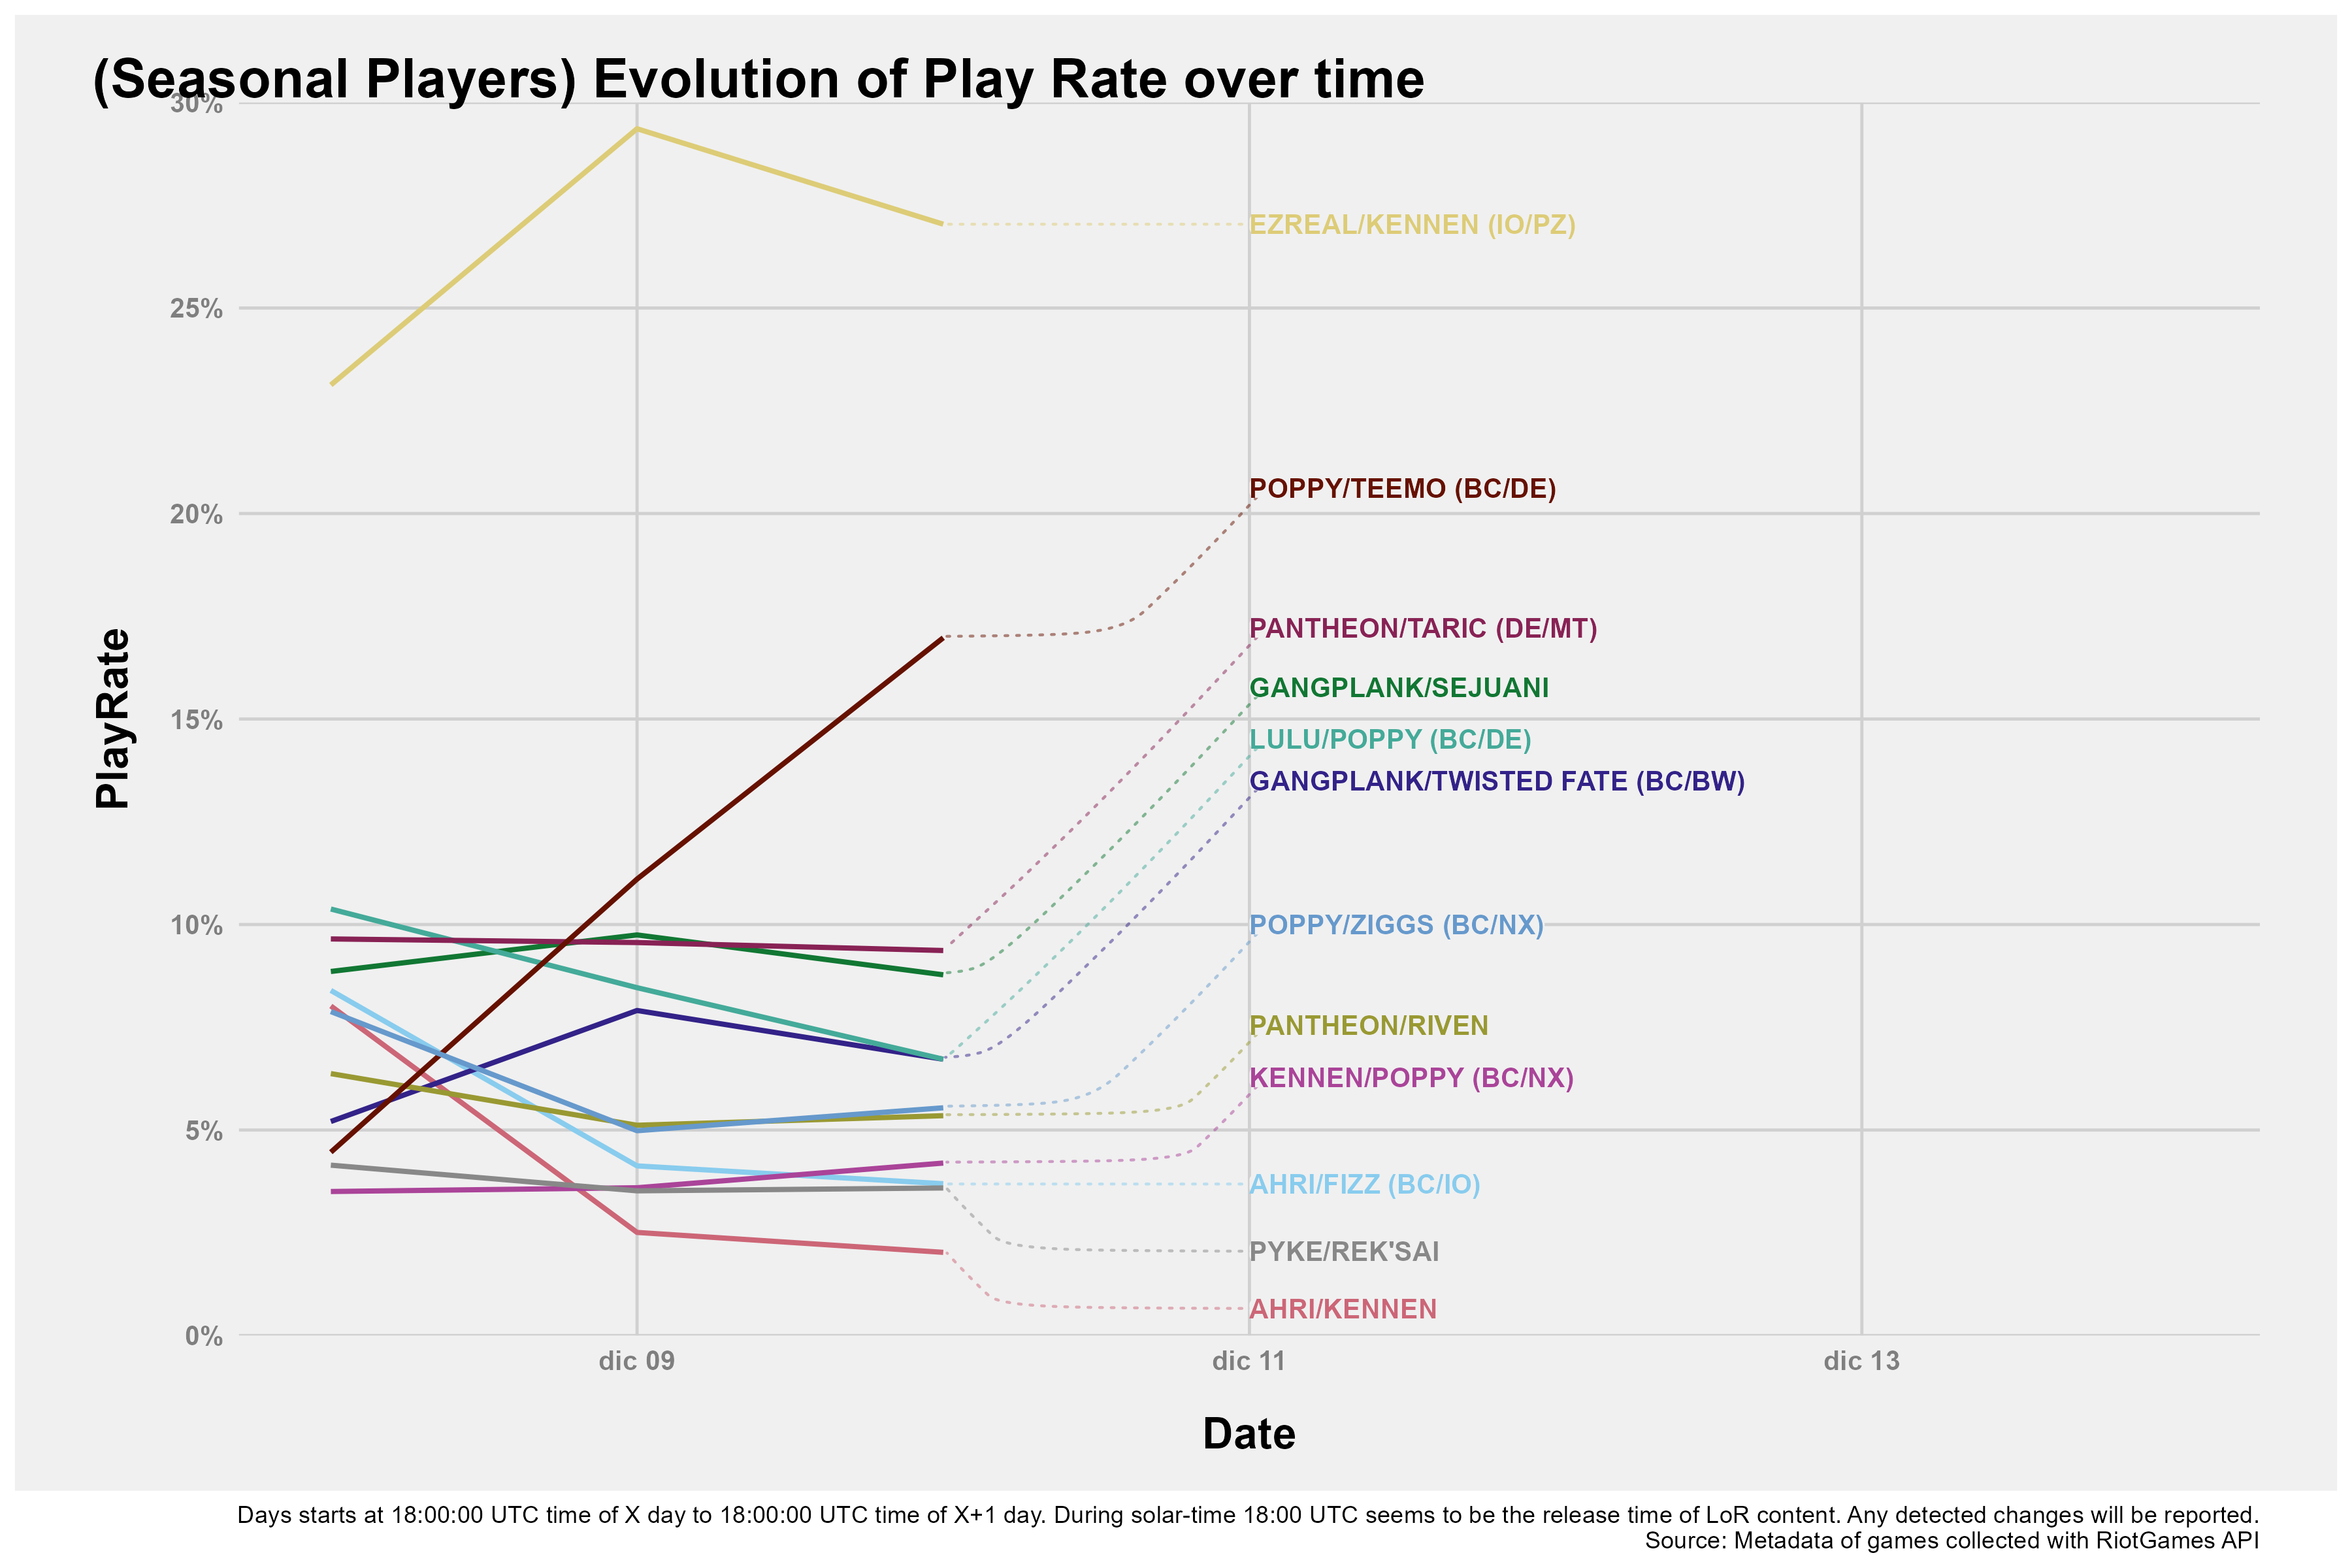 (Seasonal Players) Evolution of Play Rate over time
30%
25%
20%
15%
10%
5%
0%
PlayRate
EZREAL/KENNEN (IO/PZ)
POPPY/TEEMO (BC/DE)
PANTHEON/TARIC (DE/MT)
GANGPLANK/SEJUANI
LULU/POPPY (BC/DE)
GANGPLANK/TWISTED FATE (BC/BW)
POPPY/ZIGGS (BC/NX)
PANTHEON/RIVEN
KENNEN/POPPY (BC/NX)
AHRI/FIZZ (BC/IO)
PYKE/REK'SAI
AHRI/KENNEN
dic 09
dic 11
dic 13
Date
Days starts at 18:00:00 UTC time of X day to 18:00:00 UTC time of X+1 day. During solar-time 18:00 UTC seems to be the release time of LoR content. Any detected changes will be reported.
Source: Metadata of games collected with RiotGames API